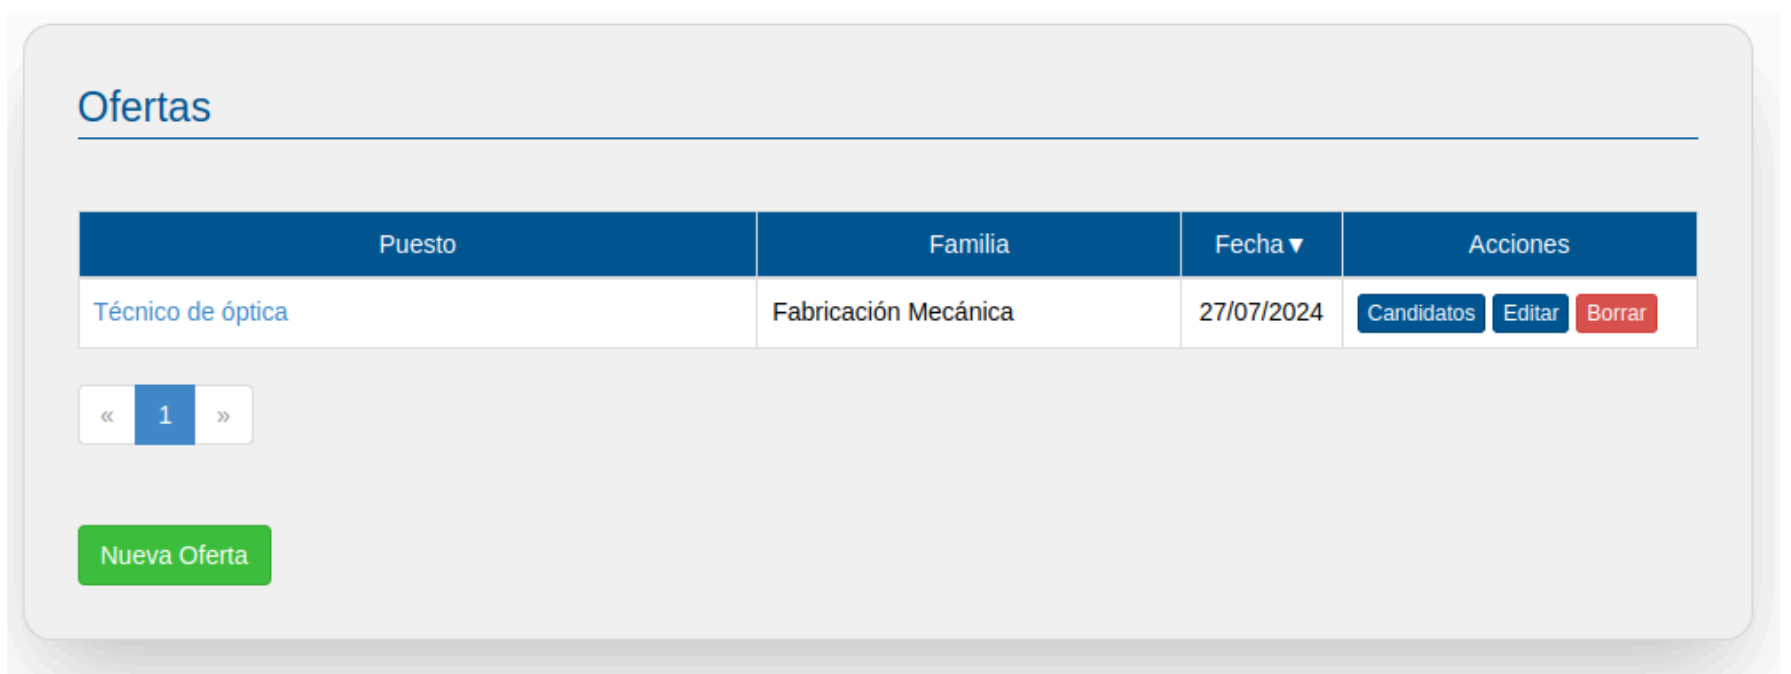 Ofertas
Puesto Familia Fecha▼ Acciones
Técnico de óptica Fabricación Mecánica 27/07/2024 Candidatos Editar Borrar
« 1 »
Nueva Oferta